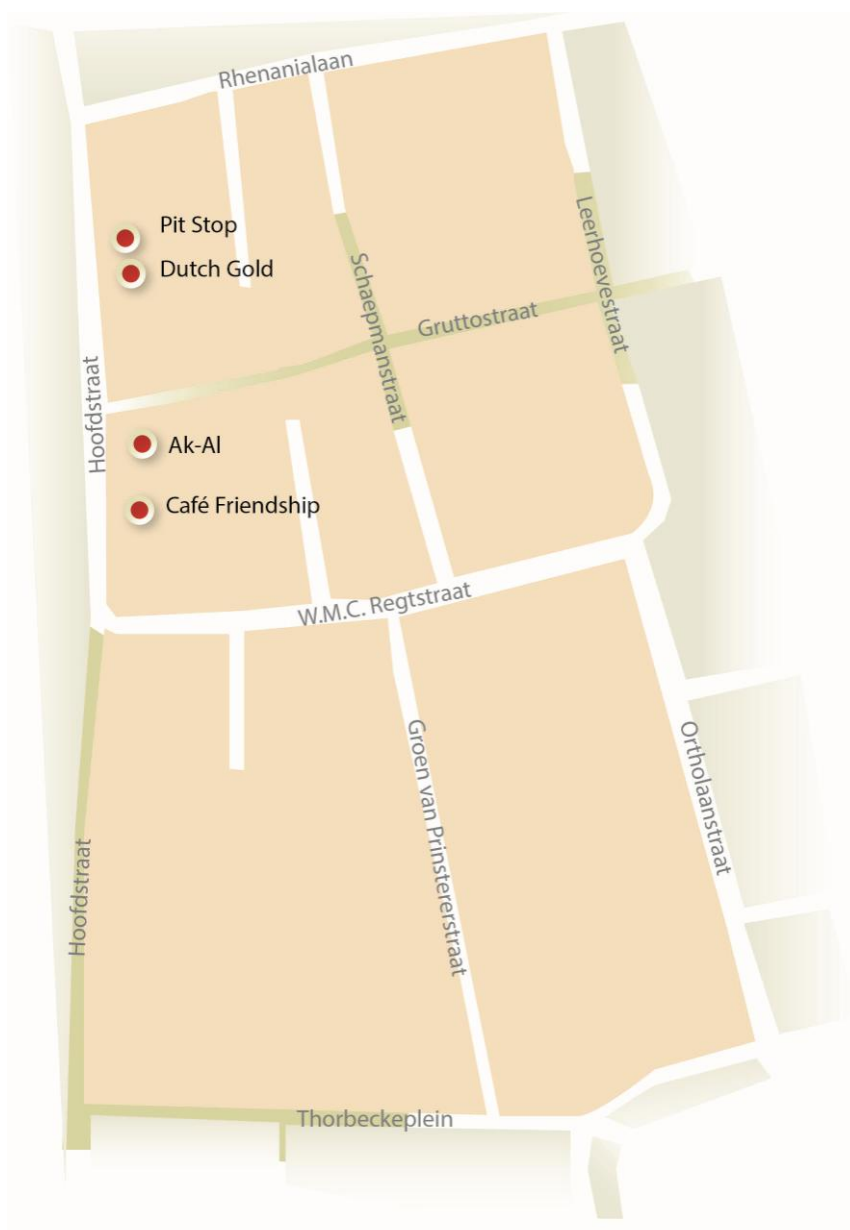 Rhenanialaan
Pit Stop
Dutch Gold
Leerhoevestraat
Schaepmanstraat
Gruttostraat
Hoofdstraat
Ak-Al
Café Friendship
W.M.C. Regtstraat
Groen van Prinstererstraat
Ortholaanstraat
Hoofdstraat
Thorbeckeplein